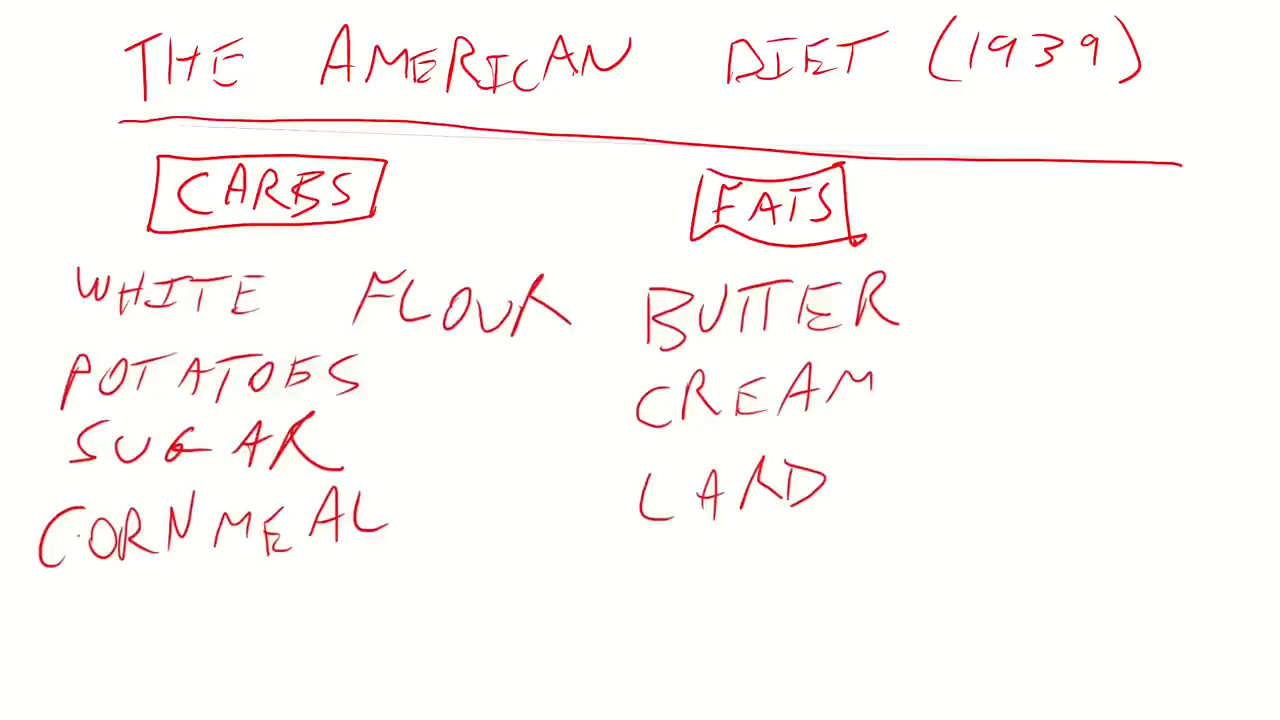 THE AMERICAN DIET (1939)
CARBS
WHITE FLOUR
POTATOES
SUGAR
CORNMEAL
FATS
BUTTER
CREAM
LARD